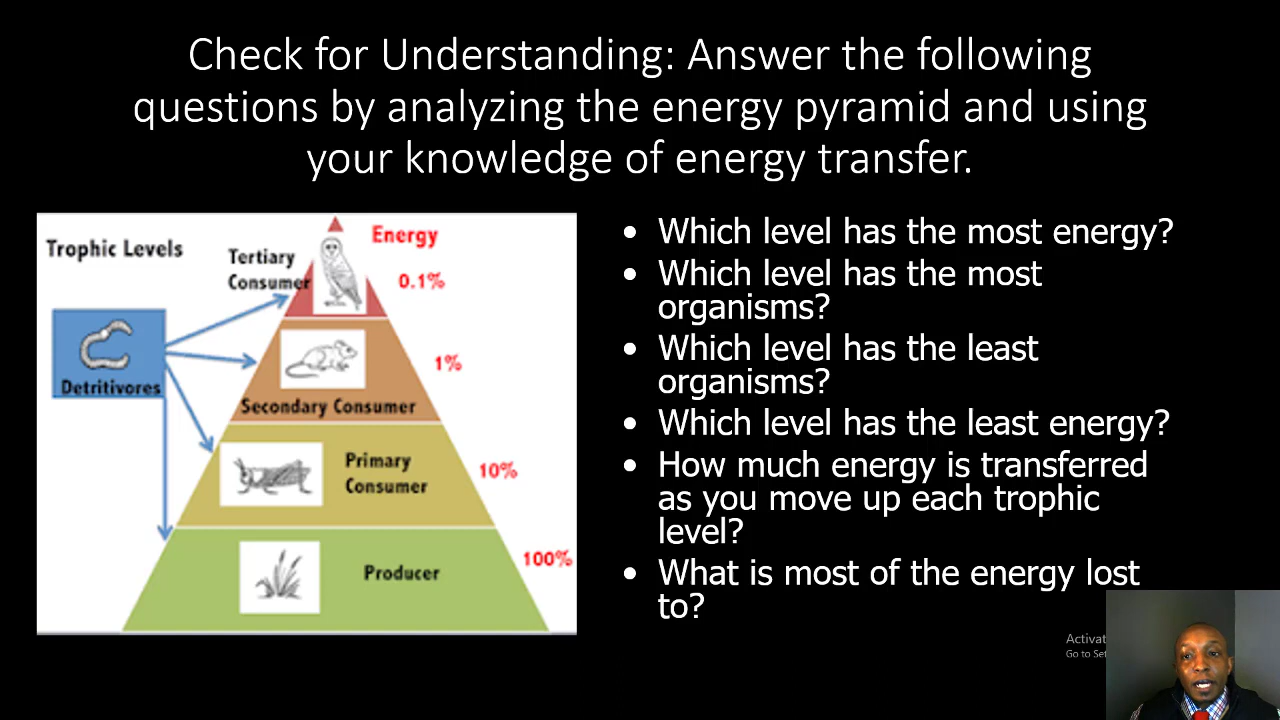 Check for Understanding: Answer the following
questions by analyzing the energy pyramid and using
your knowledge of energy transfer.
Trophic Levels
Energy
Tertiary
Consumer
0.1%
Detritivores
1%
Secondary Consumer
Primary
Consumer
10%
100%
Producer
• Which level has the most energy?
• Which level has the most
organisms?
• Which level has the least
organisms?
• Which level has the least energy?
• How much energy is transferred
as you move up each trophic
level?
• What is most of the energy lost
to?
Activat
Go to Set